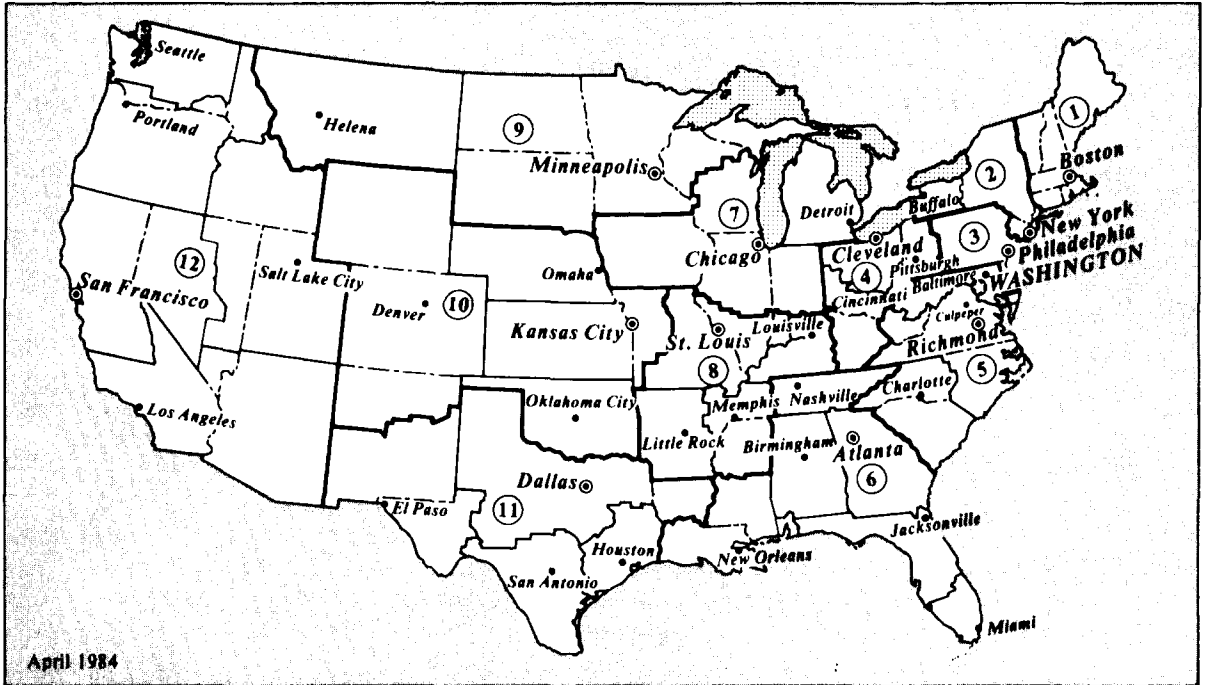 Seattle
Portland
Helena
9
Minneapolis
1
Boston
2
Buffalo
7
Detroit
New York
3
Philadelphia
Cleveland
Chicago
Pittsburgh
4
WASHINGTON
Baltimore
Cincinnati
12
Salt Lake City
Omaha
San Francisco
Denver
10
Kansas City
St. Louis
Louisville
Culpeper
Richmond
8
5
Charlotte
Los Angeles
Oklahoma City
Memphis
Nashville
Little Rock
Birmingham
Atlanta
6
Dallas
El Paso
11
Jacksonville
Houston
New Orleans
San Antonio
Miami
April 1984